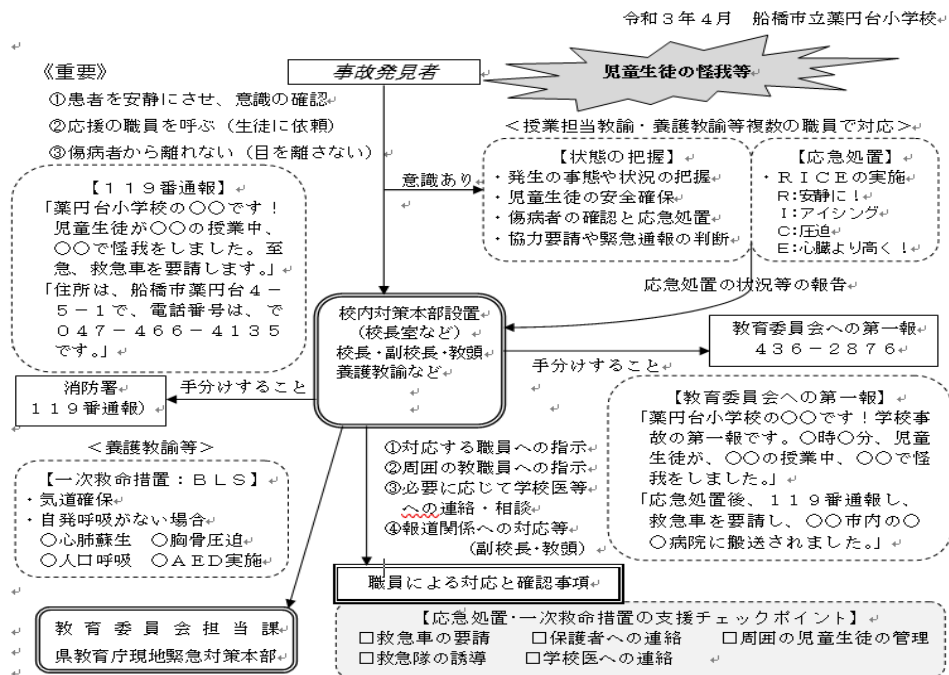 令和３年４月　船橋市立薬円台小学校
《重要》
事故発見者
児童生徒の怪我等
①患者を安静にさせ、意識の確認
②応援の職員を呼ぶ（生徒に依頼）
③傷病者から離れない（目を離さない）
＜授業担当教諭・養護教諭等複数の職員で対応＞
意識あり
【状態の把握】
・発生の事態や状況の把握
・児童生徒の安全確保
・傷病者の確認と応急処置
・協力要請や緊急通報の判断
【応急処置】
・ＲＩＣＥの実施
R:安静に！
I:アイシング
C:圧迫
E:心臓より高く！
【１１９番通報】
「薬円台小学校の〇〇です！
児童生徒が〇〇の授業中、
〇〇で怪我をしました。至
急、救急車を要請します。」
「住所は、船橋市薬円台４－
５－１で、電話番号は、で
０４７－４６６－４１３５
です。」
応急処置の状況等の報告
校内対策本部設置
（校長室など）
校長・副校長・教頭
養護教諭など
教育委員会への第一報
４３６－２８７６
手分けすること
手分けすること
消防署
１１９番通報）
【教育委員会への第一報】
「薬円台小学校の〇〇です！学校事
故の第一報です。〇時〇分、児童
生徒が、〇〇の授業中、〇〇で怪
我をしました。」
「応急処置後、１１９番通報し、
救急車を要請し、〇〇市内の〇
〇病院に搬送されました。」
＜養護教諭等＞
【一次救命措置：ＢＬＳ】
・気道確保
・自発呼吸がない場合
〇心肺蘇生　〇胸骨圧迫
〇人口呼吸　〇ＡＥＤ実施
①対応する職員への指示
②周囲の教職員への指示
③必要に応じて学校医等
への連絡・相談
④報道関係への対応等
（副校長・教頭）
職員による対応と確認事項
教育委員会担当課
県教育庁現地緊急対策本部
【応急処置・一次救命措置の支援チェックポイント】
□救急車の要請　□保護者への連絡　□周囲の児童生徒の管理
□救急隊の誘導　□学校医への連絡